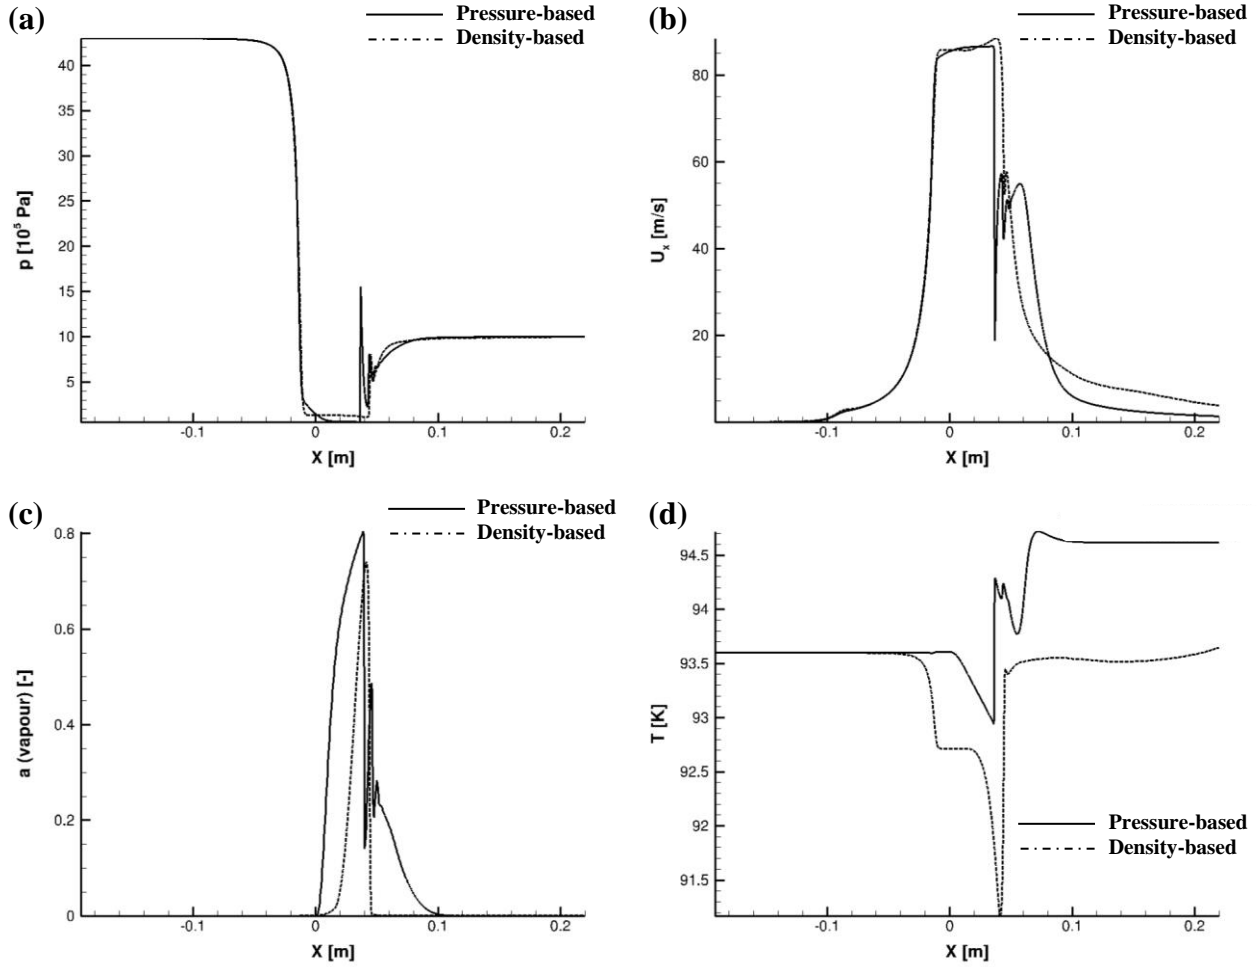 (a)
Pressure-based
Density-based
p [10⁵ Pa]
40
35
30
25
20
15
10
5
-0.1 0 0.1 0.2
X [m]
(b)
Pressure-based
Density-based
Uₓ [m/s]
80
60
40
20
-0.1 0 0.1 0.2
X [m]
(c)
Pressure-based
Density-based
a (vapour) [-]
0.8
0.6
0.4
0.2
0
-0.1 0 0.1 0.2
X [m]
(d)
T [K]
94.5
94
93.5
93
92.5
92
91.5
Pressure-based
Density-based
-0.1 0 0.1 0.2
X [m]